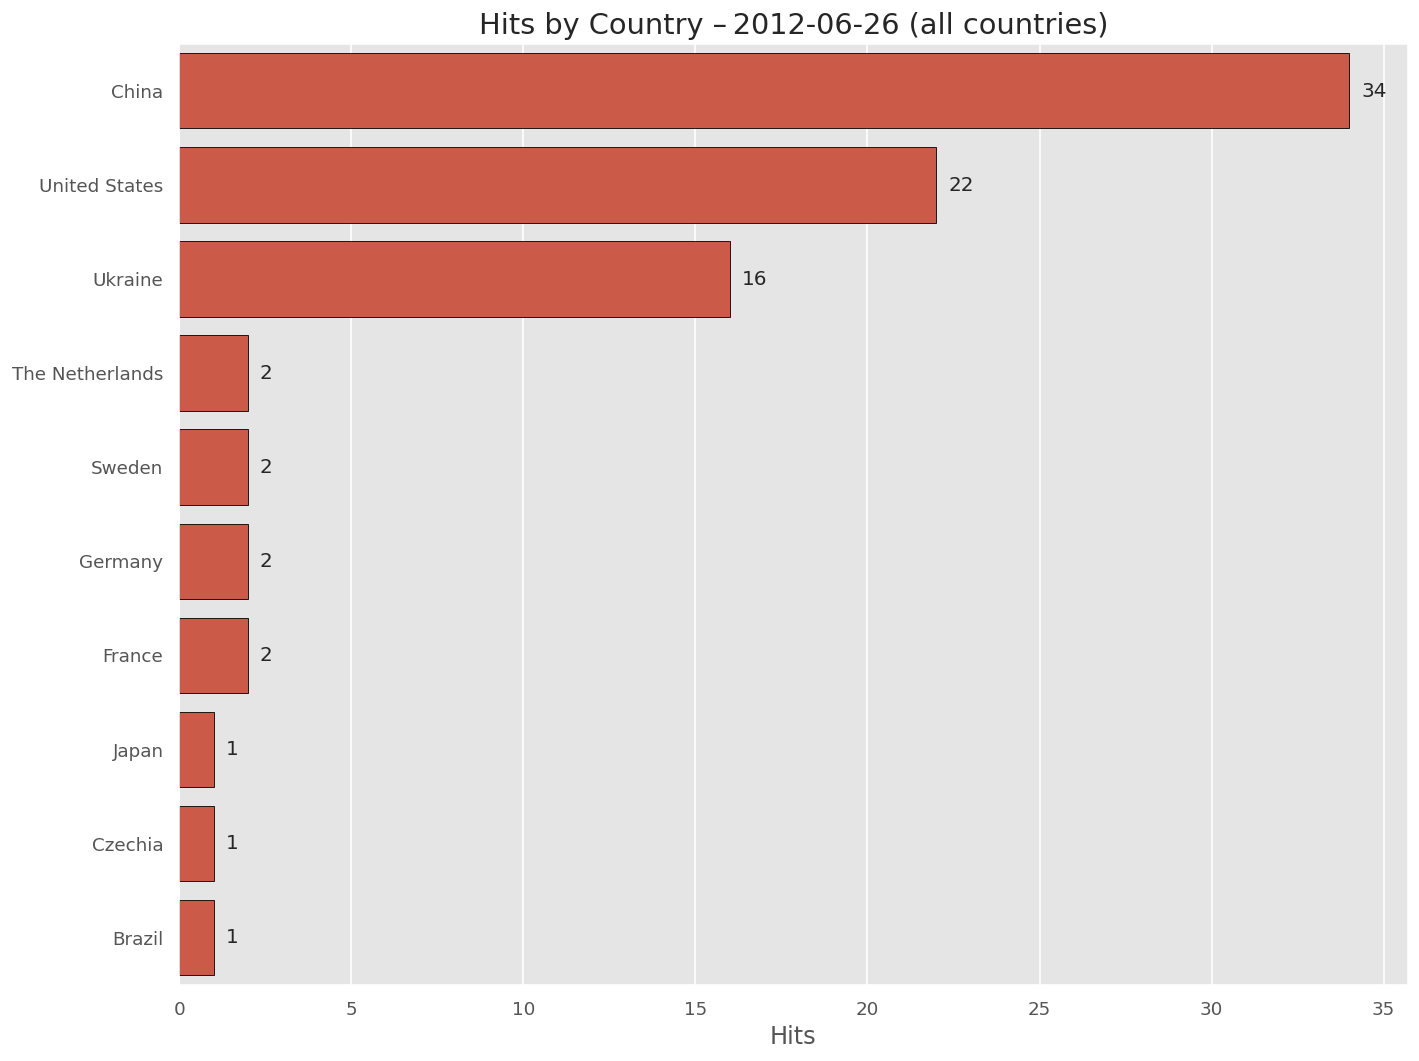 Hits by Country – 2012-06-26 (all countries)
China 34
United States 22
Ukraine 16
The Netherlands 2
Sweden 2
Germany 2
France 2
Japan 1
Czechia 1
Brazil 1
0 5 10 15 20 25 30 35
Hits